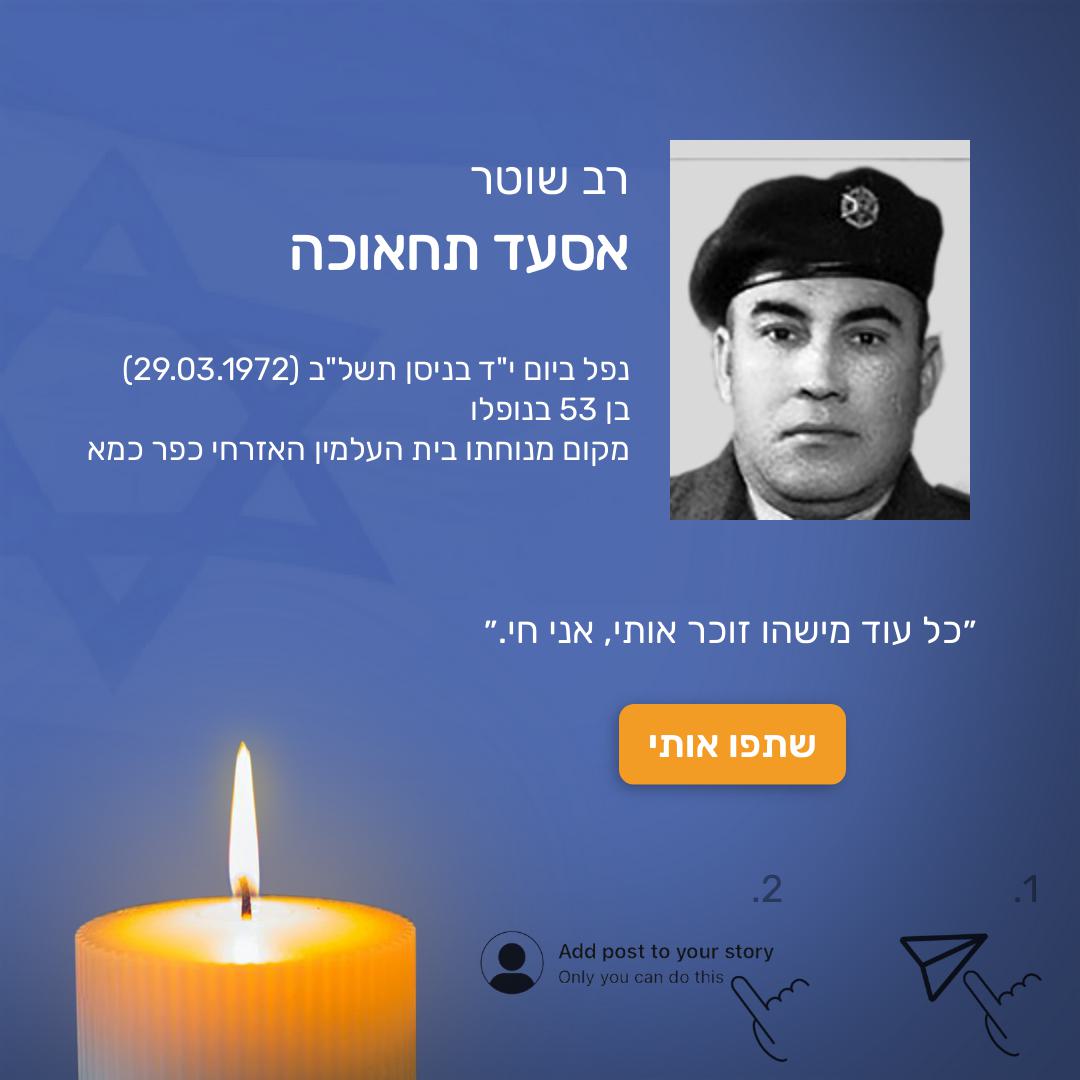 רב שוטר
אסעד תחאוכה
נפל ביום י"ד בניסן תשל"ב (29.03.1972)
בן 53 בנופלו
מקום מנוחתו בית העלמין האזרחי כפר כמא
״כל עוד מישהו זוכר אותי, אני חי.״
שתפו אותי
1.
2.
Add post to your story
Only you can do this